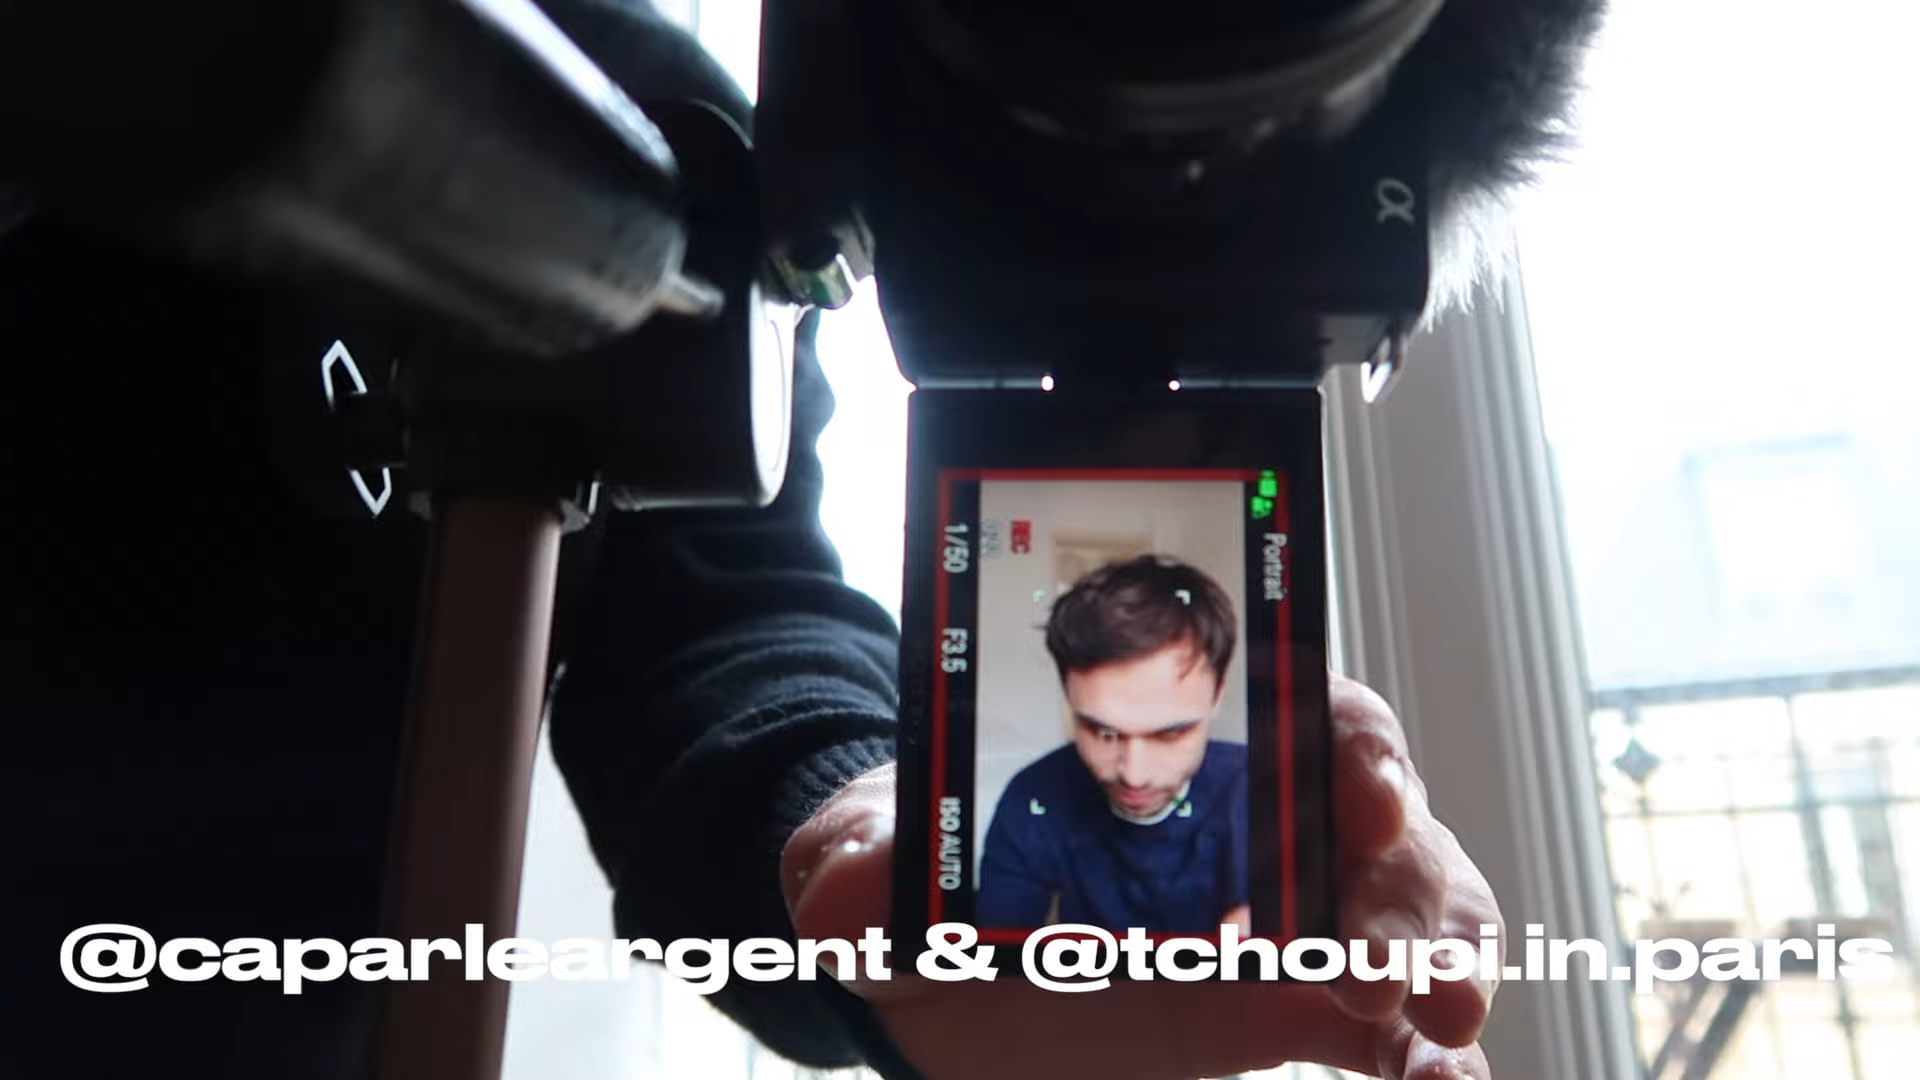 α
Portrait
REC
1/50
F3.5
ISO AUTO
@caparleargent & @tchoupi.in.paris